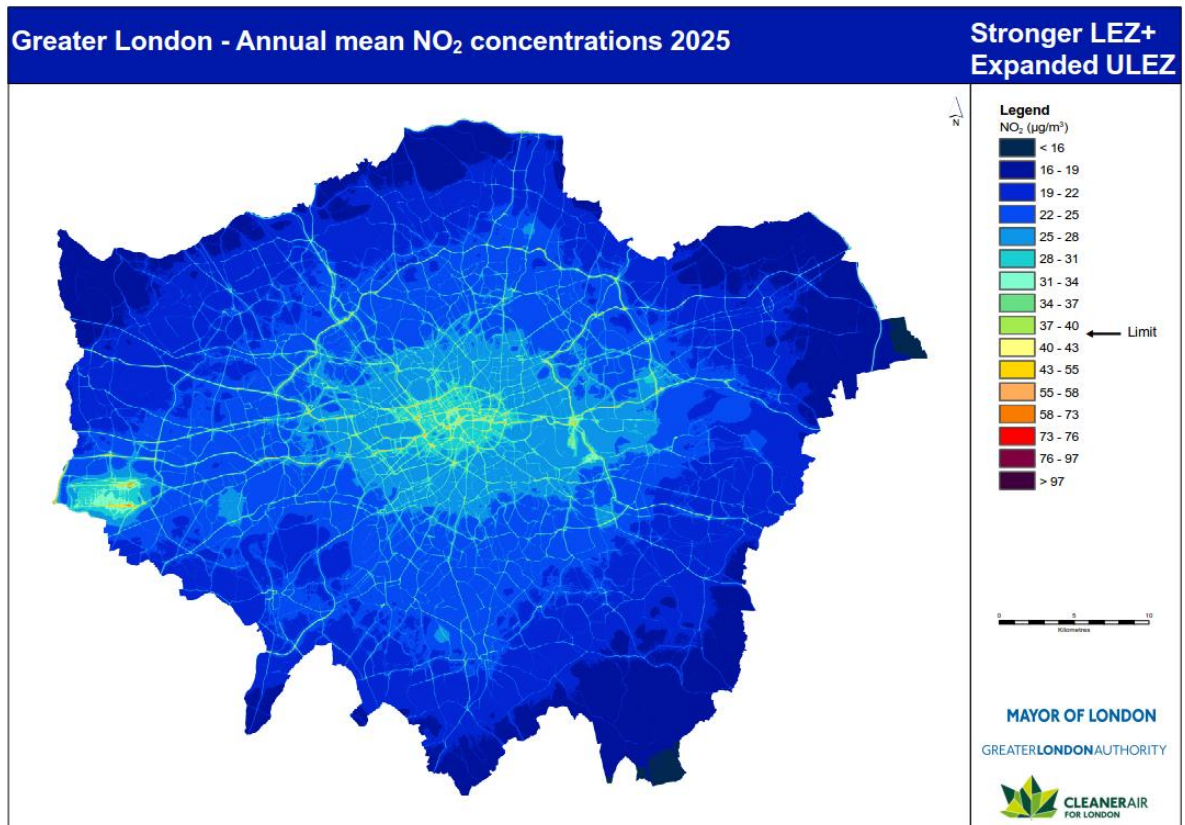 Greater London - Annual mean NO₂ concentrations 2025
Stronger LEZ+
Expanded ULEZ
N
Legend
NO₂ (µg/m³)
< 16
16 - 19
19 - 22
22 - 25
25 - 28
28 - 31
31 - 34
34 - 37
37 - 40
Limit
40 - 43
43 - 55
55 - 58
58 - 73
73 - 76
76 - 97
> 97
0 5 10
Kilometres
MAYOR OF LONDON
GREATERLONDONAUTHORITY
CLEANERAIR
FOR LONDON